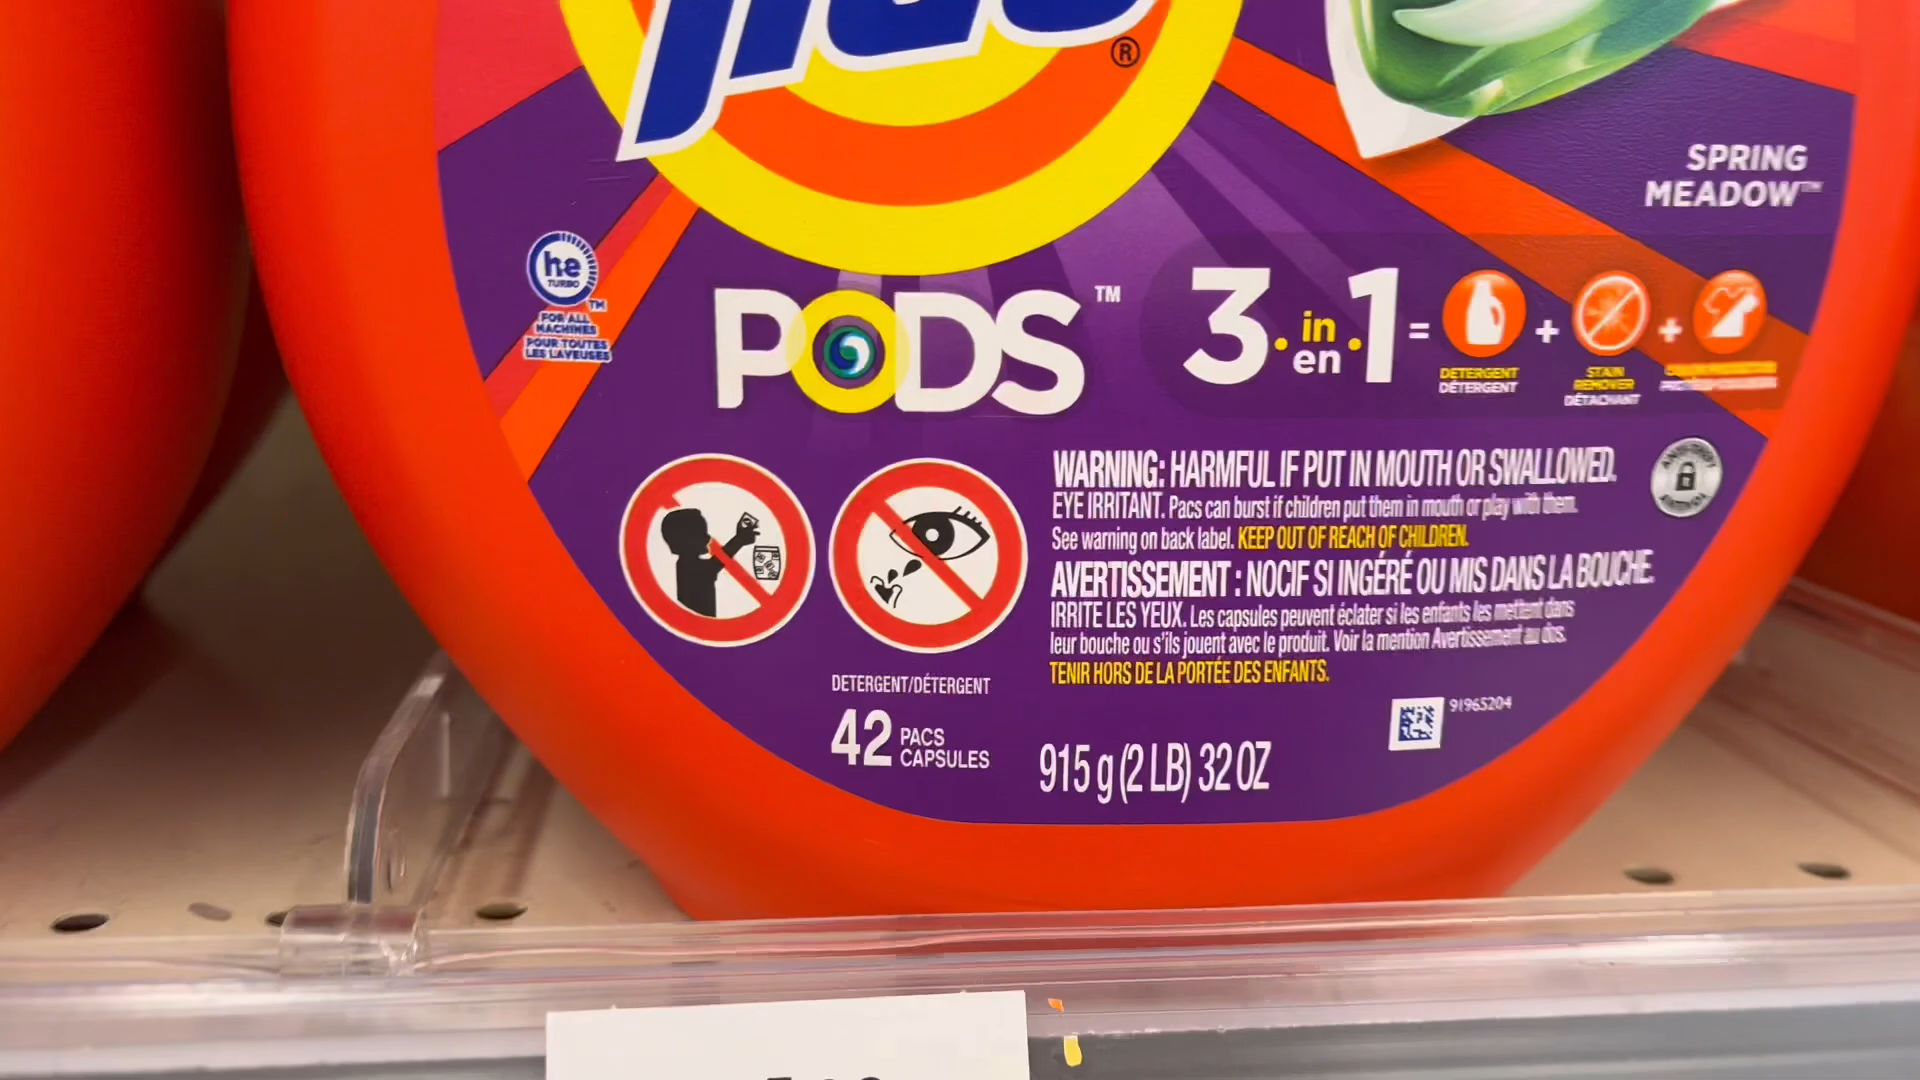 Tide®
SPRING
MEADOW™
he
TURBO
™
FOR ALL
MACHINES
POUR TOUTES
LES LAVEUSES
PODS™
3 in 1 =
en
+
+
DETERGENT
DÉTERGENT
STAIN
REMOVER
DÉTACHANT
WARNING: HARMFUL IF PUT IN MOUTH OR SWALLOWED.
EYE IRRITANT. Pacs can burst if children put them in mouth or play with them.
See warning on back label. KEEP OUT OF REACH OF CHILDREN.
AVERTISSEMENT : NOCIF SI INGÉRÉ OU MIS DANS LA BOUCHE.
IRRITE LES YEUX. Les capsules peuvent éclater si les enfants les mettent dans
leur bouche ou s'ils jouent avec le produit. Voir la mention Avertissement au dos.
TENIR HORS DE LA PORTÉE DES ENFANTS.
DETERGENT/DÉTERGENT
42 PACS
CAPSULES
915 g (2 LB) 32 OZ
91965204